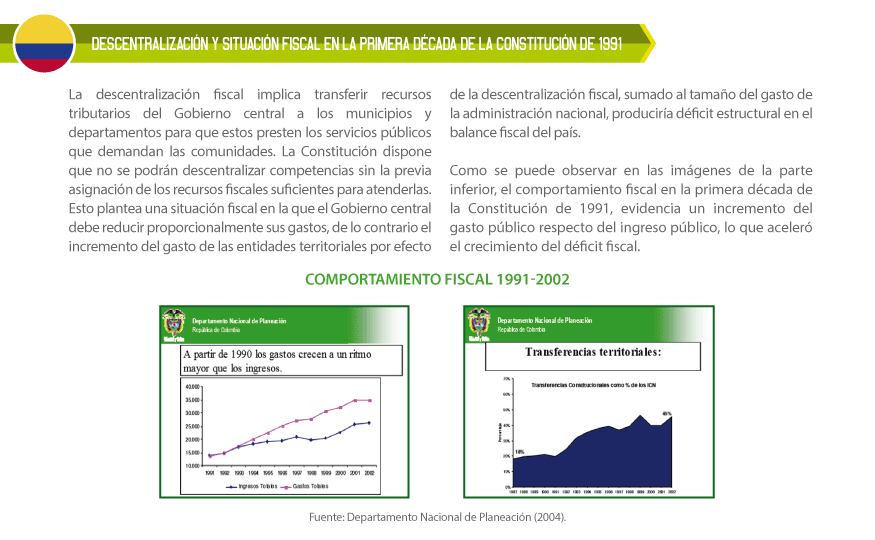 DESCENTRALIZACIÓN Y SITUACIÓN FISCAL EN LA PRIMERA DÉCADA DE LA CONSTITUCIÓN DE 1991
La descentralización fiscal implica transferir recursos
tributarios del Gobierno central a los municipios y
departamentos para que estos presten los servicios públicos
que demandan las comunidades. La Constitución dispone
que no se podrán descentralizar competencias sin la previa
asignación de los recursos fiscales suficientes para atenderlas.
Esto plantea una situación fiscal en la que el Gobierno central
debe reducir proporcionalmente sus gastos, de lo contrario el
incremento del gasto de las entidades territoriales por efecto
de la descentralización fiscal, sumado al tamaño del gasto de
la administración nacional, produciría déficit estructural en el
balance fiscal del país.
Como se puede observar en las imágenes de la parte
inferior, el comportamiento fiscal en la primera década de
la Constitución de 1991, evidencia un incremento del
gasto público respecto del ingreso público, lo que aceleró
el crecimiento del déficit fiscal.
COMPORTAMIENTO FISCAL 1991-2002
Departamento Nacional de Planeación
República de Colombia
A partir de 1990 los gastos crecen a un ritmo
mayor que los ingresos.
40,000
35,000
30,000
25,000
20,000
15,000
10,000
1991 1992 1993 1994 1995 1996 1997 1998 1999 2000 2001 2002
Ingresos Totales Gastos Totales
Departamento Nacional de Planeación
República de Colombia
Transferencias territoriales:
Transferencias Constitucionales como % de los ICN
Porcentaje
70%
60%
50%
40%
30%
20%
10%
0%
18%
46%
1987 1988 1989 1990 1991 1992 1993 1994 1995 1996 1997 1998 1999 2000 2001 2002
Fuente: Departamento Nacional de Planeación (2004).